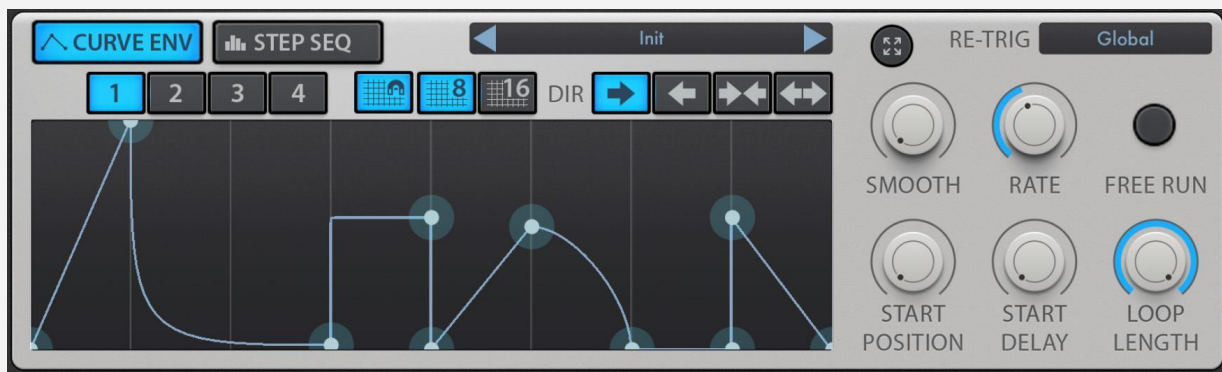 CURVE ENV STEP SEQ Init RE-TRIG Global
1 2 3 4 8 16 DIR
SMOOTH RATE FREE RUN
START POSITION START DELAY LOOP LENGTH